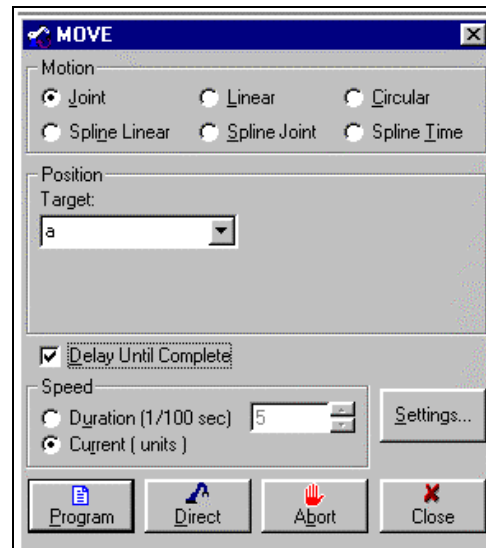 MOVE
Motion
Joint Linear Circular
Spline Linear Spline Joint Spline Time
Position
Target:
a
Delay Until Complete
Speed
Duration (1/100 sec) 5
Current ( units )
Settings...
Program Direct Abort Close